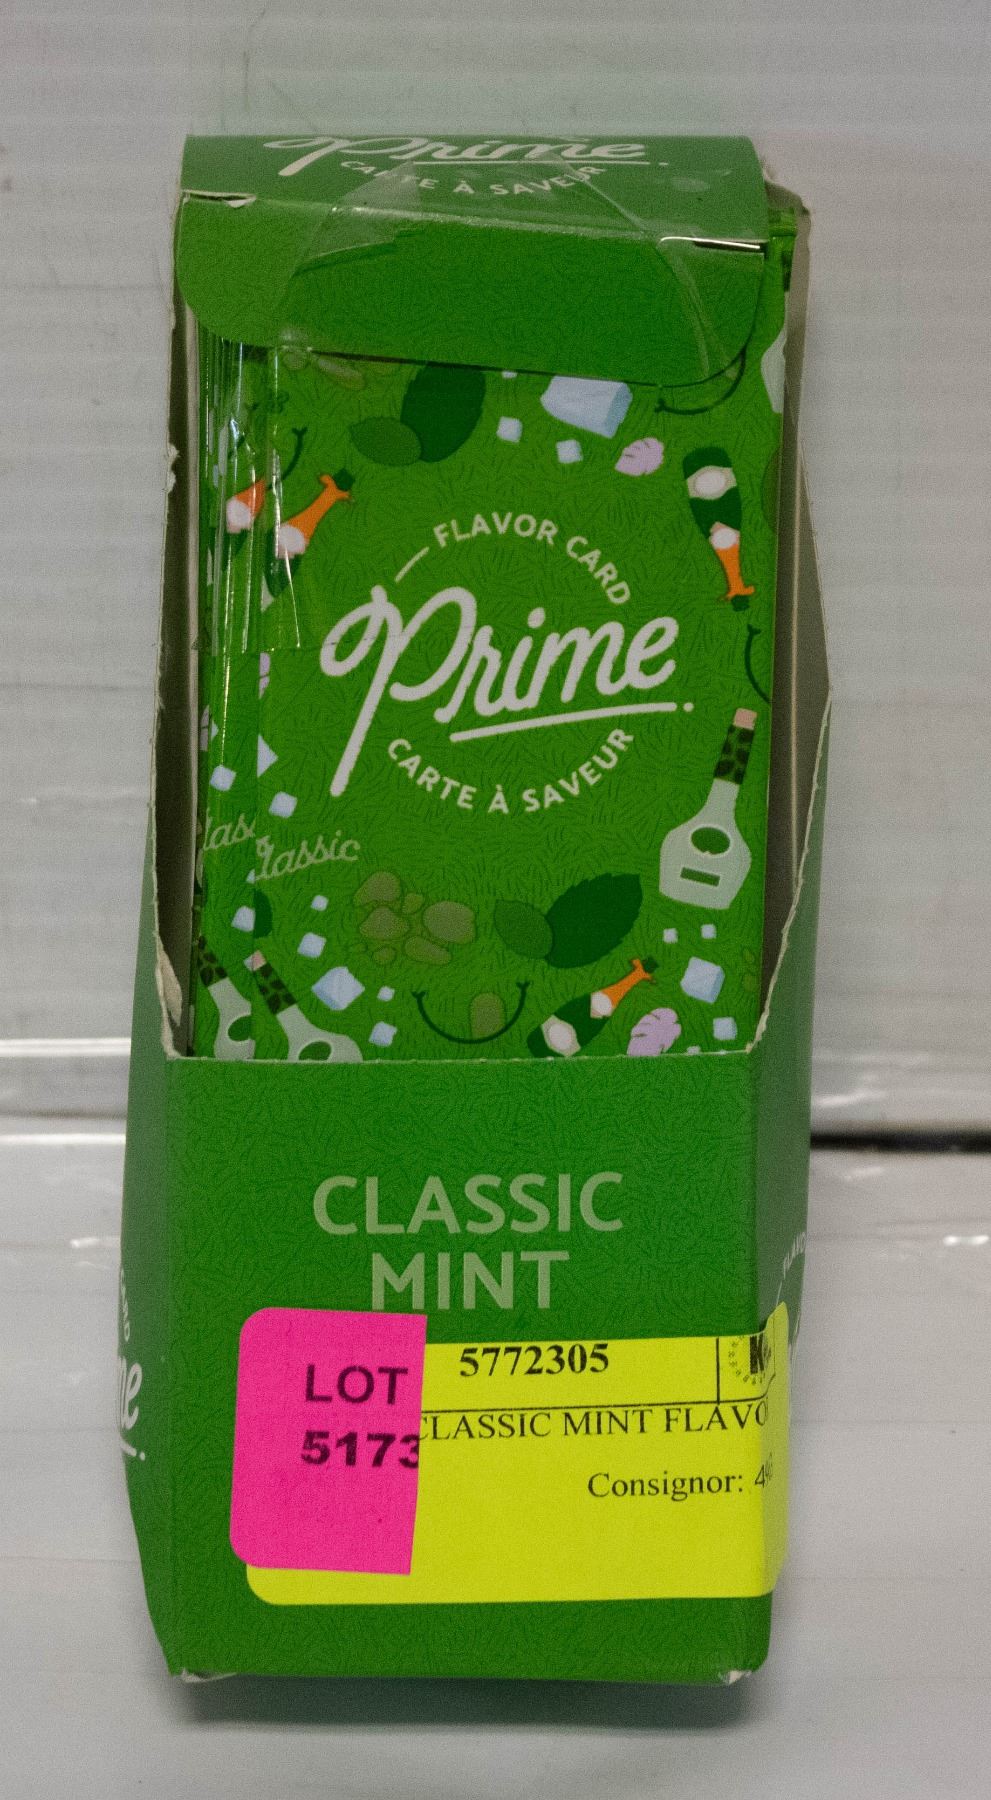 Prime
CARTE À SAVEUR
FLAVOR CARD
Prime
CARTE À SAVEUR
Classic
CLASSIC
MINT
LOT
5173
5772305
CLASSIC MINT FLAVO
Consignor: